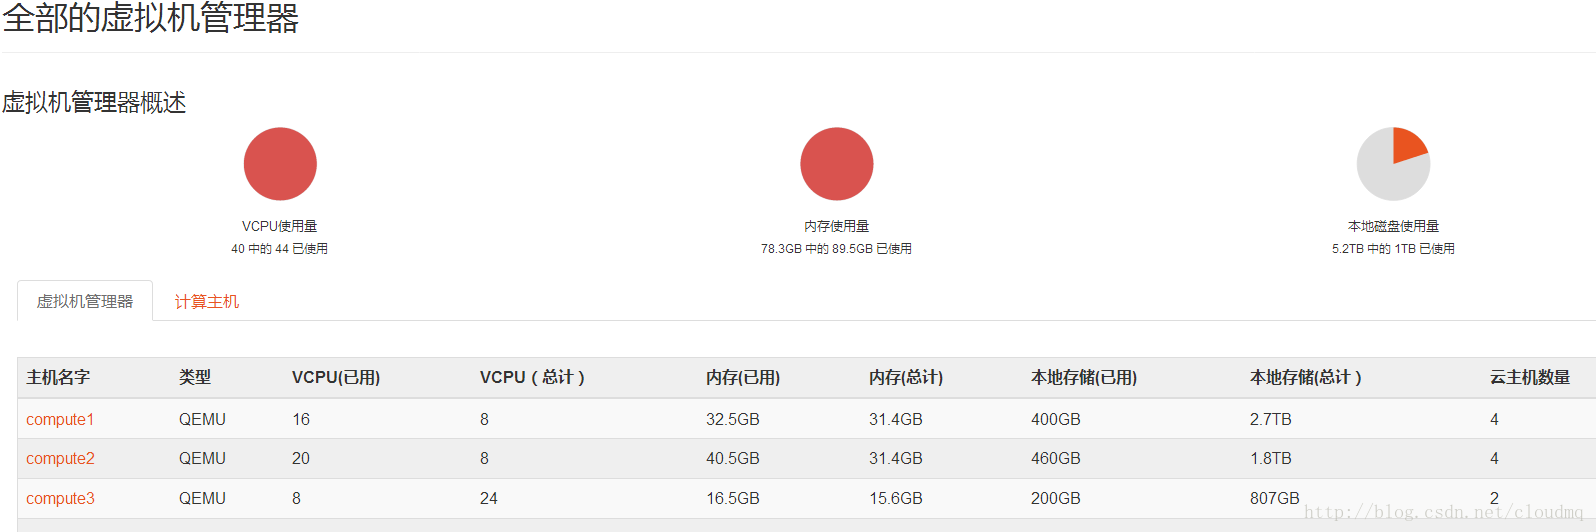 全部的虚拟机管理器
虚拟机管理器概述
VCPU使用量 内存使用量 本地磁盘使用量
40 中的 44 已使用 78.3GB 中的 89.5GB 已使用 5.2TB 中的 1TB 已使用
虚拟机管理器 计算主机
主机名字 类型 VCPU(已用) VCPU（总计） 内存(已用) 内存(总计) 本地存储(已用) 本地存储(总计） 云主机数量
compute1 QEMU 16 8 32.5GB 31.4GB 400GB 2.7TB 4
compute2 QEMU 20 8 40.5GB 31.4GB 460GB 1.8TB 4
compute3 QEMU 8 24 16.5GB 15.6GB 200GB 807GB 2
http://blog.csdn.net/cloudmq